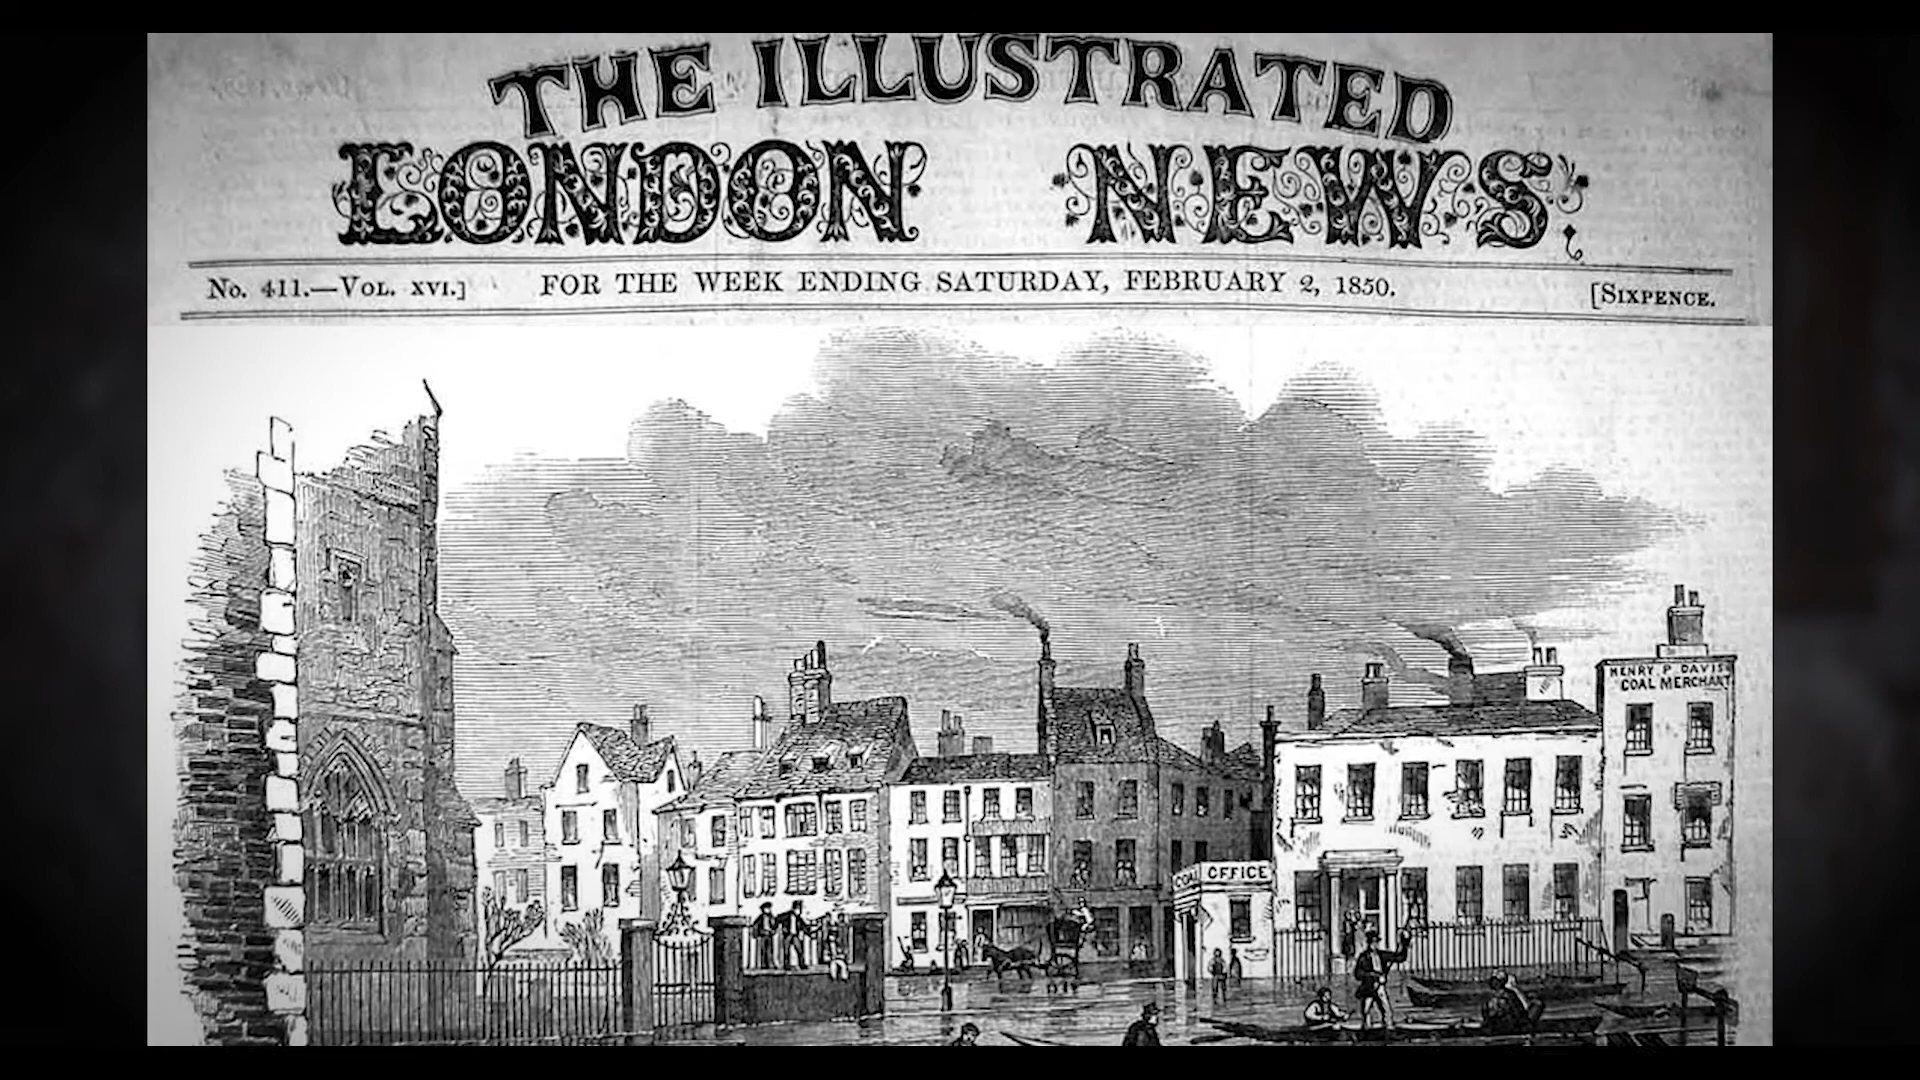 THE ILLUSTRATED
LONDON NEWS.
No. 411.—VOL. XVI.] FOR THE WEEK ENDING SATURDAY, FEBRUARY 2, 1850. [SIXPENCE.
HENRY P DAVIS
COAL MERCHANT
COAL OFFICE